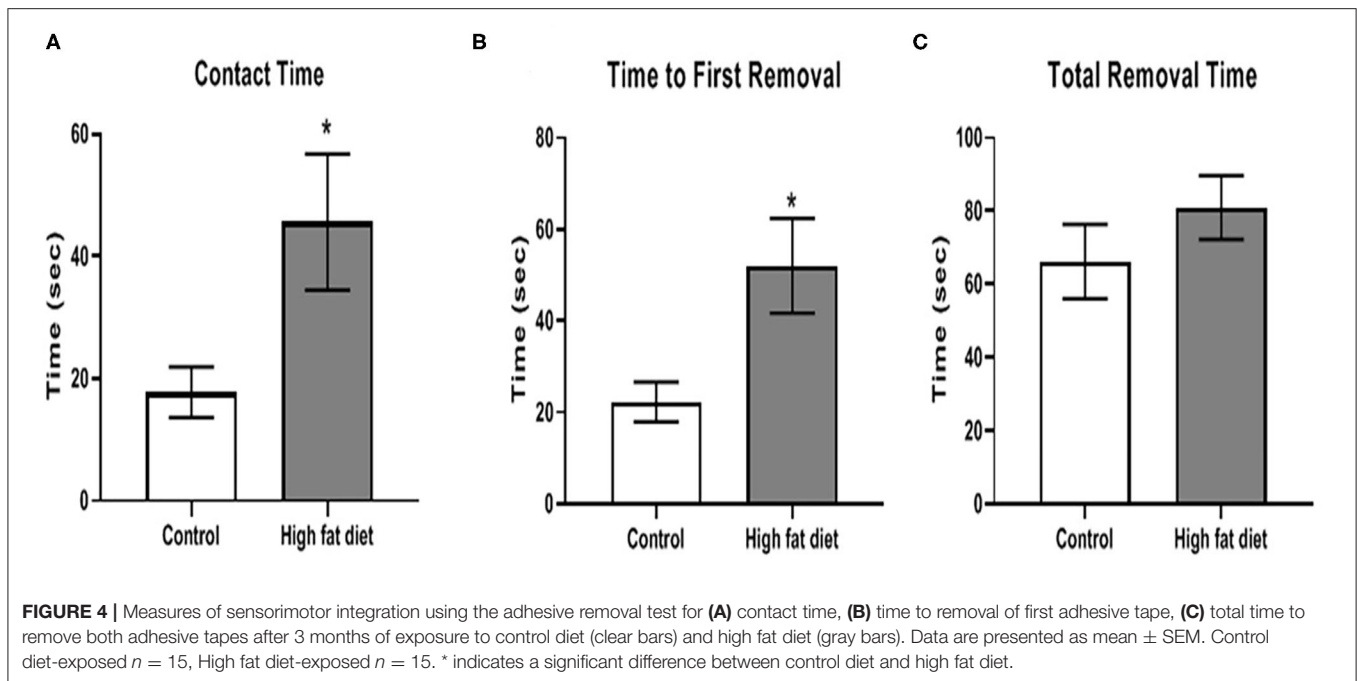 A
Contact Time
60
40
20
0
Time (sec)
*
Control
High fat diet
B
Time to First Removal
80
60
40
20
0
Time (sec)
*
Control
High fat diet
C
Total Removal Time
100
80
60
40
20
0
Time (sec)
Control
High fat diet
FIGURE 4 | Measures of sensorimotor integration using the adhesive removal test for (A) contact time, (B) time to removal of first adhesive tape, (C) total time to
remove both adhesive tapes after 3 months of exposure to control diet (clear bars) and high fat diet (gray bars). Data are presented as mean ± SEM. Control
diet-exposed n = 15, High fat diet-exposed n = 15. * indicates a significant difference between control diet and high fat diet.